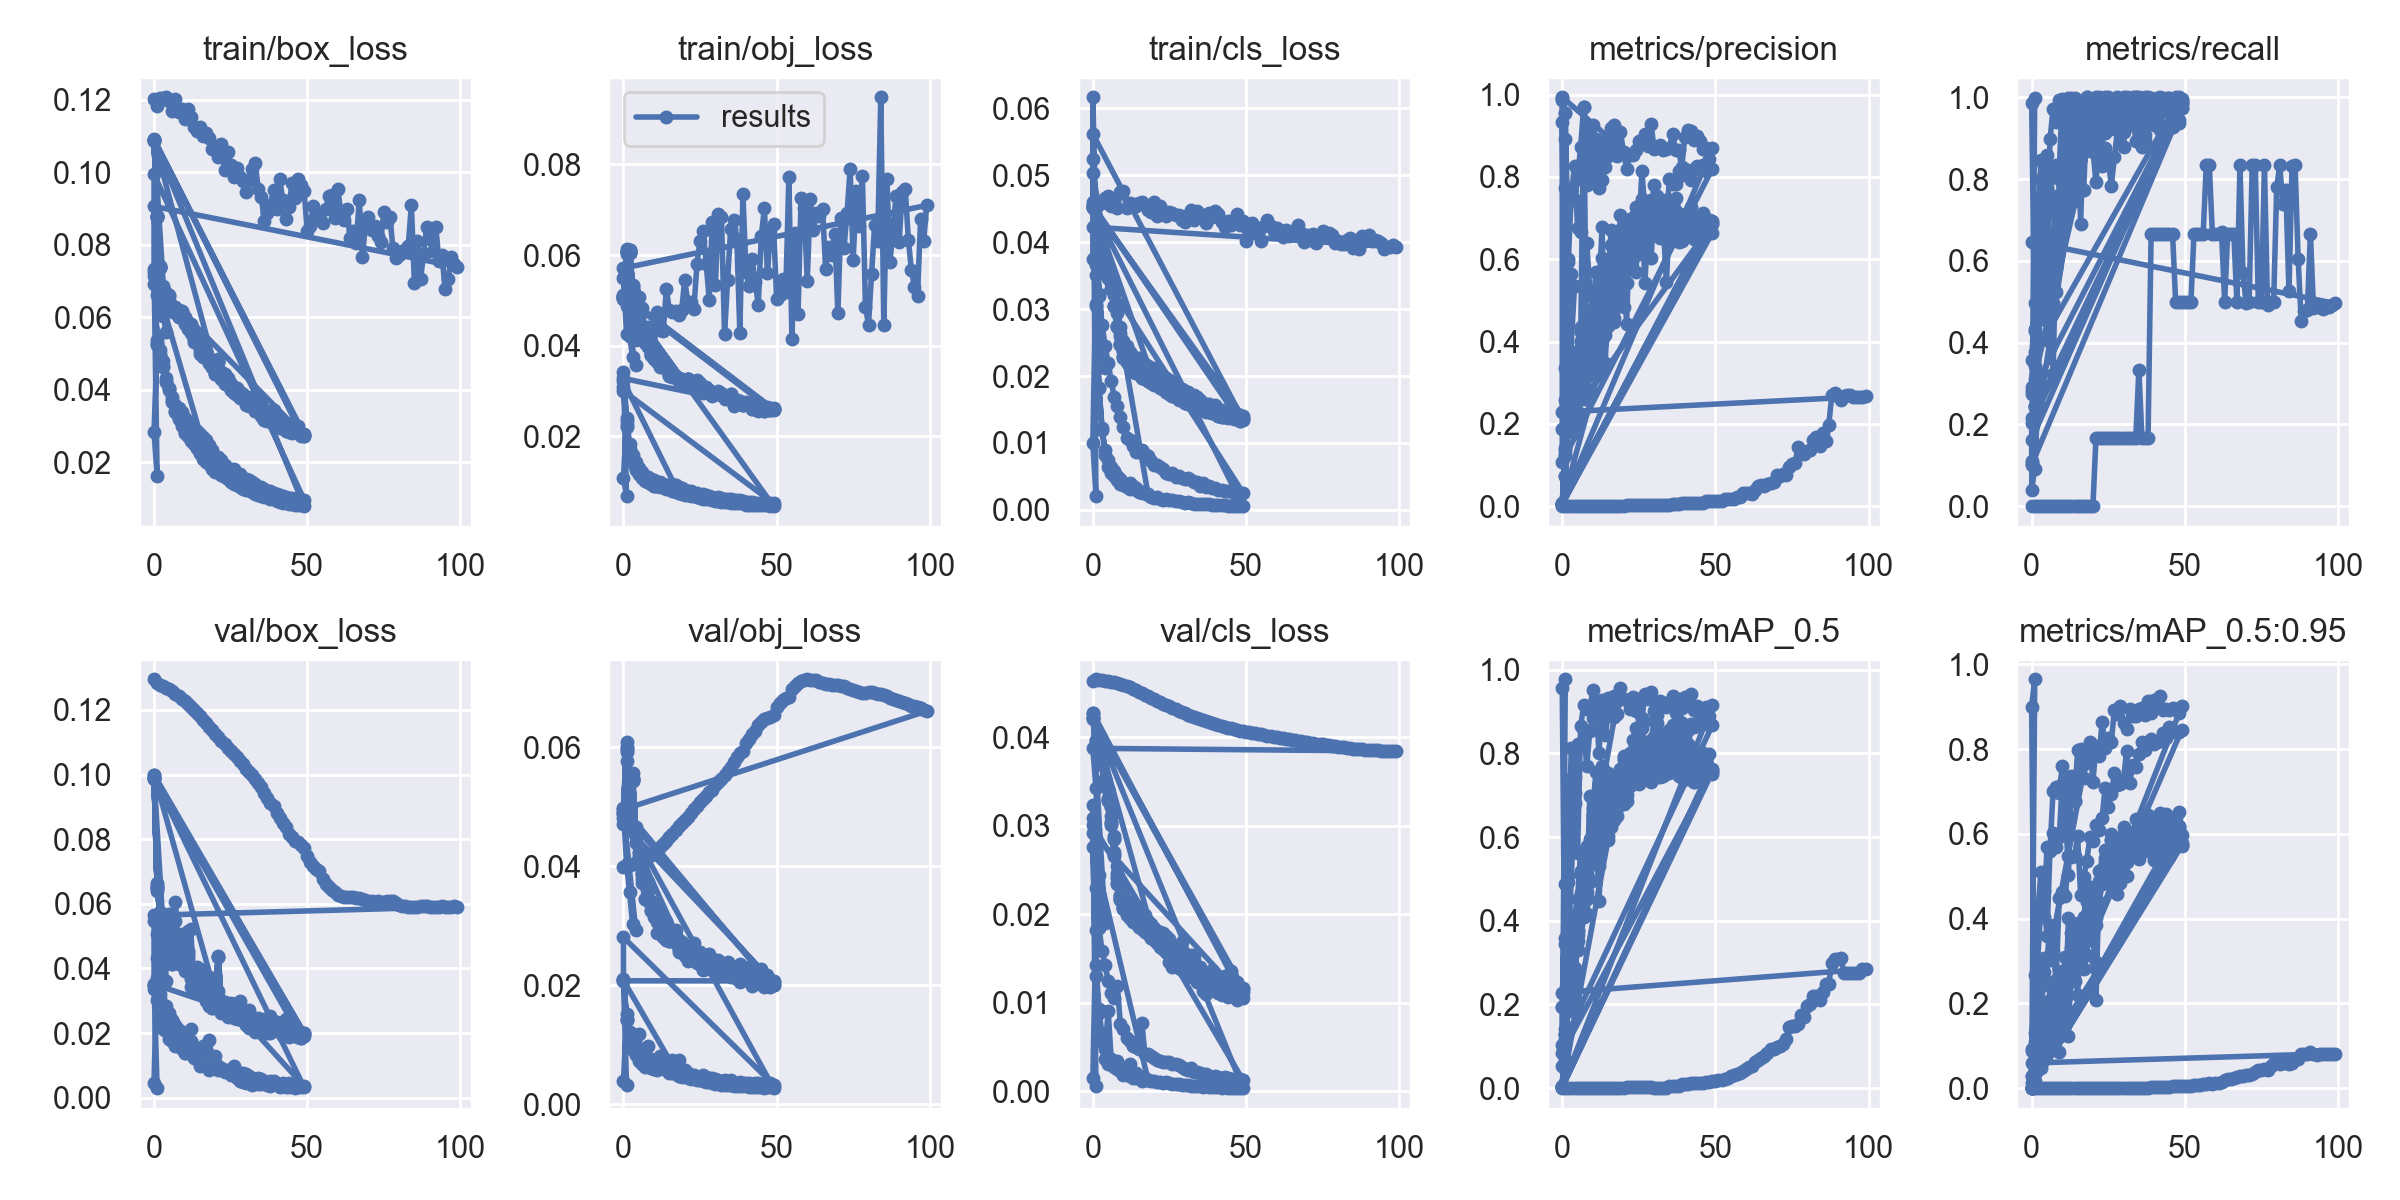 train/box_loss
0.12
0.10
0.08
0.06
0.04
0.02
0 50 100
train/obj_loss
results
0.08
0.06
0.04
0.02
0 50 100
train/cls_loss
0.06
0.05
0.04
0.03
0.02
0.01
0.00
0 50 100
metrics/precision
1.0
0.8
0.6
0.4
0.2
0.0
0 50 100
metrics/recall
1.0
0.8
0.6
0.4
0.2
0.0
0 50 100
val/box_loss
0.12
0.10
0.08
0.06
0.04
0.02
0.00
0 50 100
val/obj_loss
0.06
0.04
0.02
0.00
0 50 100
val/cls_loss
0.04
0.03
0.02
0.01
0.00
0 50 100
metrics/mAP_0.5
1.0
0.8
0.6
0.4
0.2
0.0
0 50 100
metrics/mAP_0.5:0.95
1.0
0.8
0.6
0.4
0.2
0.0
0 50 100